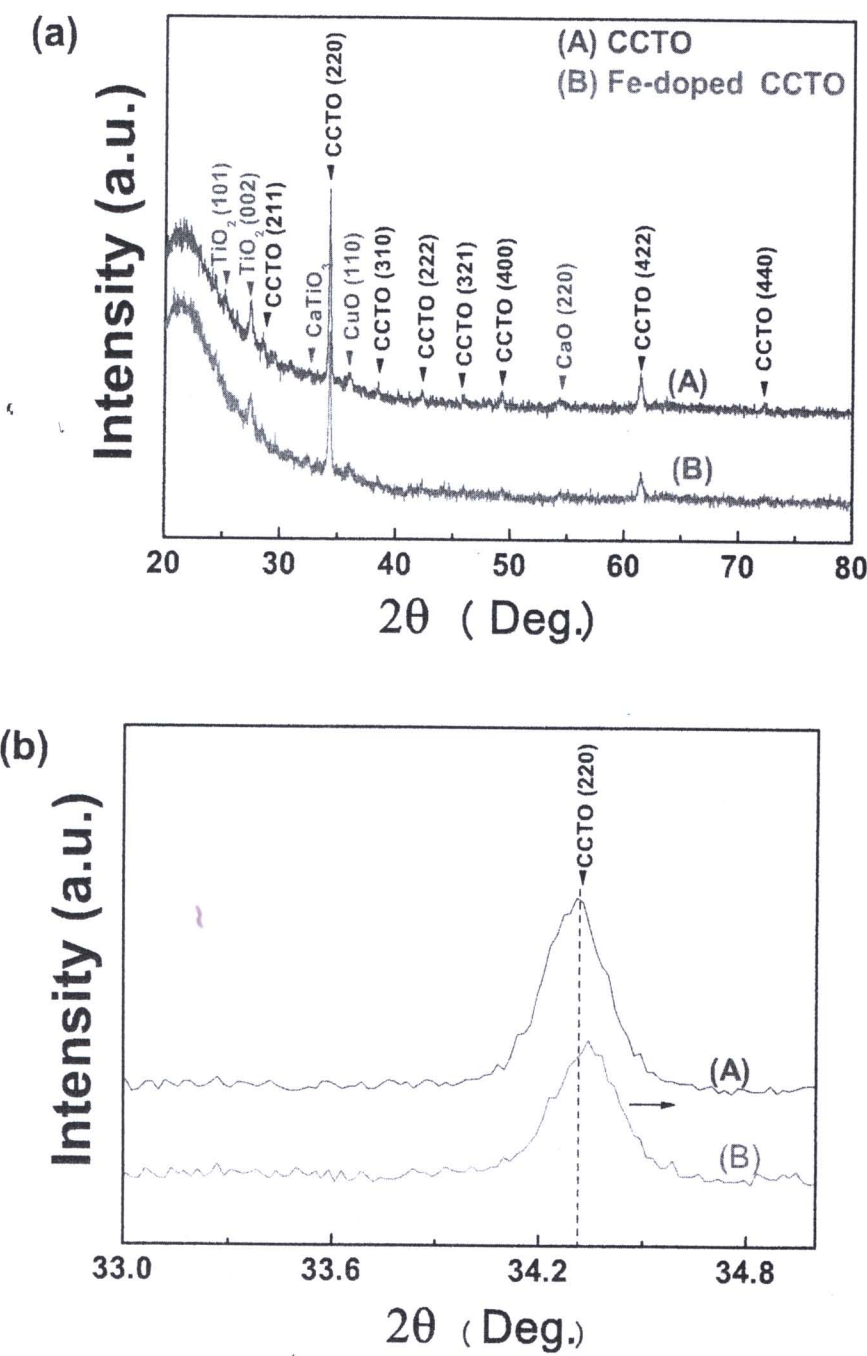 (a)
(A) CCTO
(B) Fe-doped CCTO
Intensity (a.u.)
TiO2 (101)
TiO2 (002)
CCTO (211)
CaTiO3
CCTO (220)
CuO (110)
CCTO (310)
CCTO (222)
CCTO (321)
CCTO (400)
CaO (220)
CCTO (422)
CCTO (440)
(A)
(B)
20 30 40 50 60 70 80
2θ ( Deg.)
(b)
Intensity (a.u.)
CCTO (220)
(A)
(B)
33.0 33.6 34.2 34.8
2θ ( Deg.)